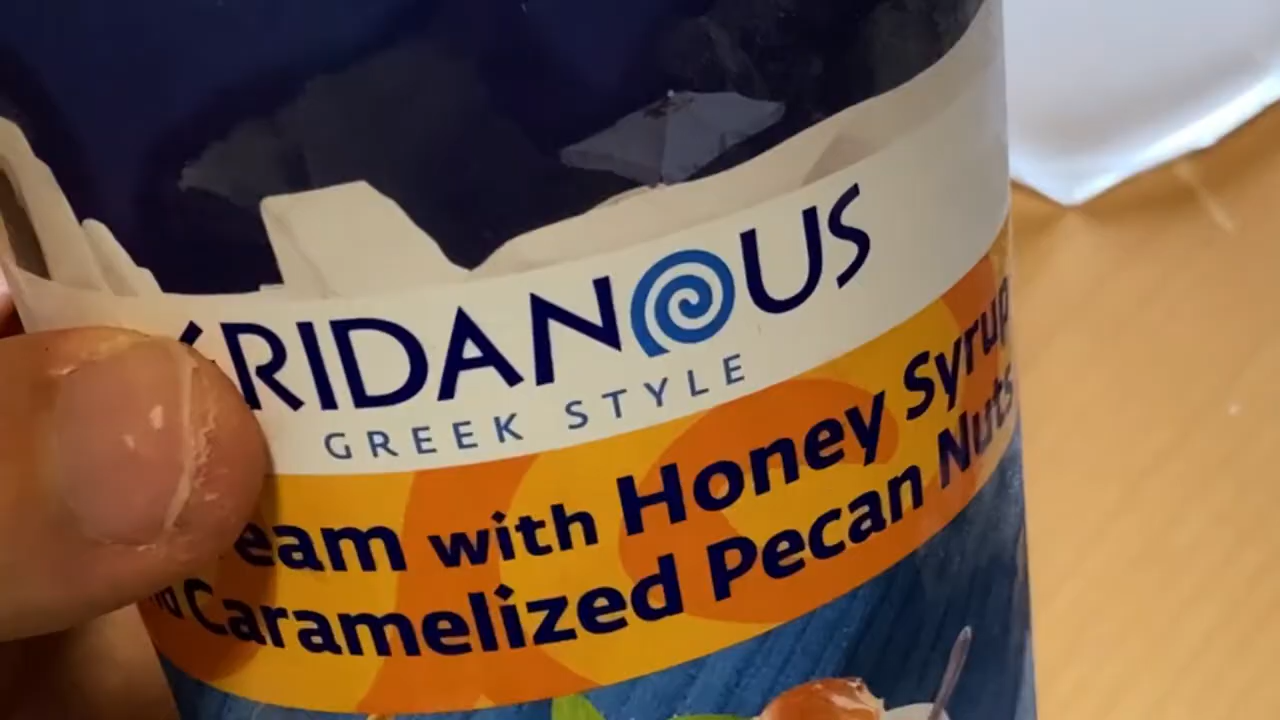 RIDANOUS
GREEK STYLE
eam with Honey Syrup
Caramelized Pecan Nuts